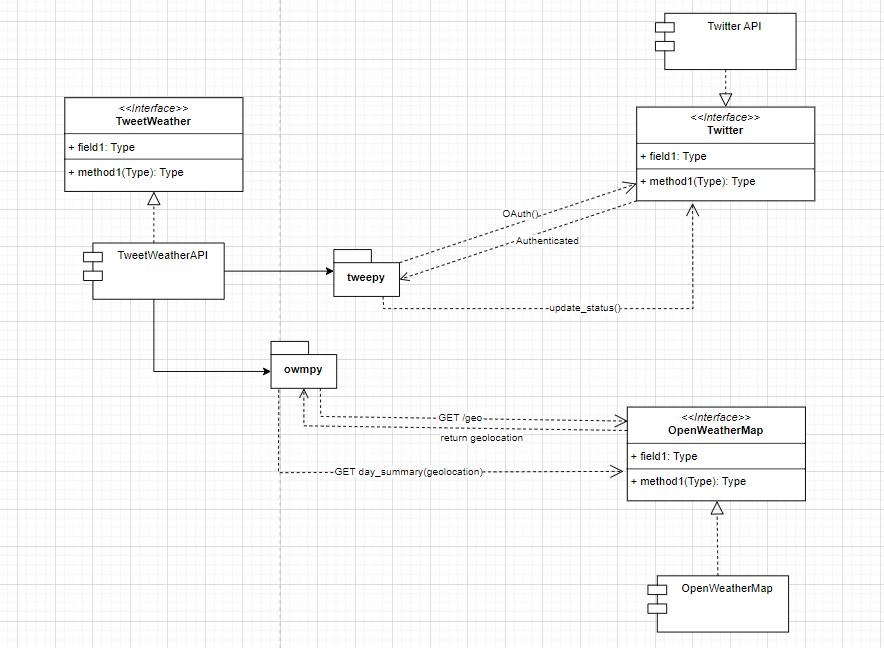 Twitter API
<<Interface>>
Twitter
+ field1: Type
+ method1(Type): Type
<<Interface>>
TweetWeather
+ field1: Type
+ method1(Type): Type
OAuth()
Authenticated
TweetWeatherAPI
tweepy
update_status()
owmpy
GET /geo
return geolocation
GET day_summary(geolocation)
<<Interface>>
OpenWeatherMap
+ field1: Type
+ method1(Type): Type
OpenWeatherMap